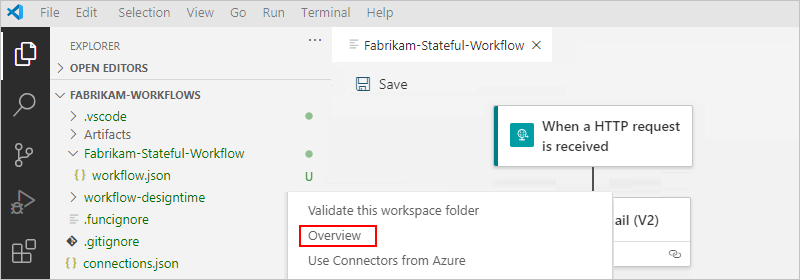 File Edit Selection View Go Run Terminal Help
EXPLORER ...
OPEN EDITORS
FABRIKAM-WORKFLOWS
.vscode
Artifacts
Fabrikam-Stateful-Workflow
{} workflow.json U
workflow-designtime
.funcignore
.gitignore
{} connections.json
Fabrikam-Stateful-Workflow
Save
When a HTTP request
is received
ail (V2)
Validate this workspace folder
Overview
Use Connectors from Azure